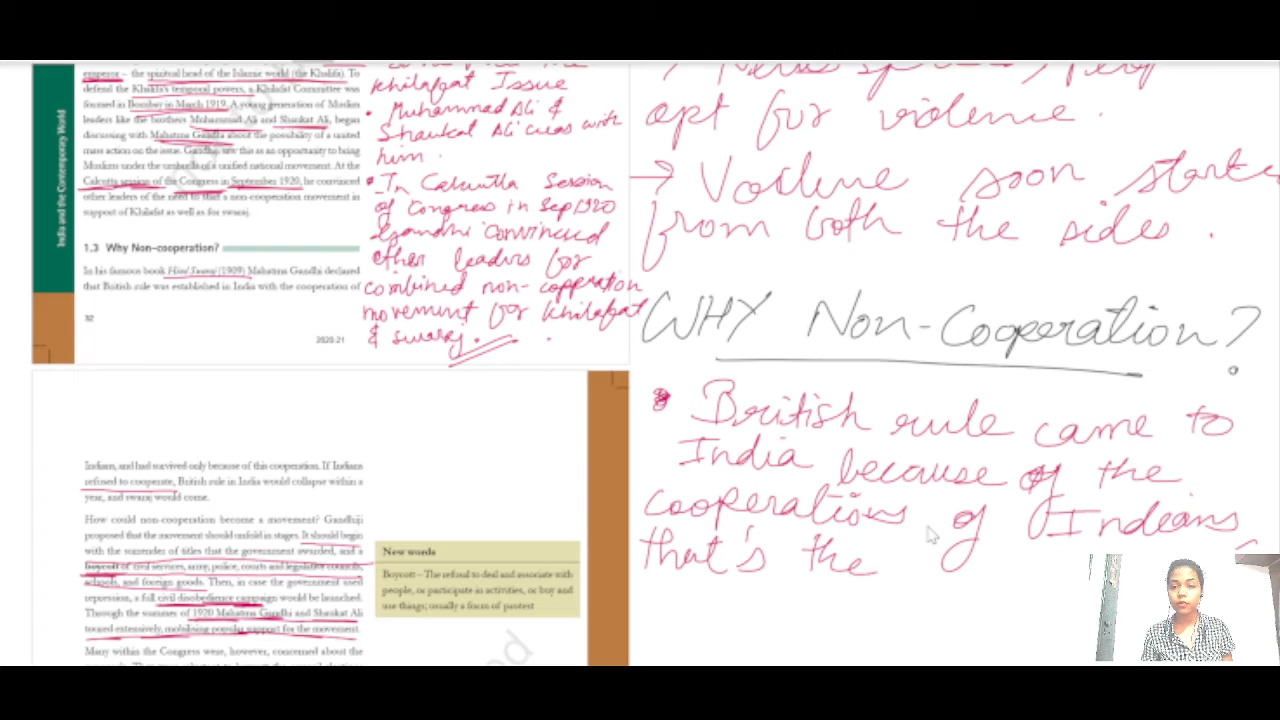 India and the Contemporary World
emperor – the spiritual head of the Islamic world (the Khalifa). To
defend the Khalifa's temporal powers, a Khilafat Committee was
formed in Bombay in March 1919. A young generation of Muslim
leaders like the brothers Muhammad Ali and Shaukat Ali, began
discussing with Mahatma Gandhi about the possibility of a united
mass action on the issue. Gandhiji saw this as an opportunity to bring
Muslims under the umbrella of a unified national movement. At the
Calcutta session of the Congress in September 1920, he convinced
other leaders of the need to start a non-cooperation movement in
support of Khilafat as well as for swaraj.
1.3 Why Non-cooperation?
In his famous book Hind Swaraj (1909) Mahatma Gandhi declared
that British rule was established in India with the cooperation of
32
2020-21
Khilafat Issue
• Muhammad Ali &
Shaukat Ali was with
him.
• In Calcutta Session
of Congress in Sep 1920
gandhi convinced
other leaders for
combined non-copperation
movement for Khilafat
& swaraj.
Indians, and had survived only because of this cooperation. If Indians
refused to cooperate, British rule in India would collapse within a
year, and swaraj would come.
How could non-cooperation become a movement? Gandhiji
proposed that the movement should unfold in stages. It should begin
with the surrender of titles that the government awarded, and a
boycott of civil services, army, police, courts and legislative councils,
schools, and foreign goods. Then, in case the government used
repression, a full civil disobedience campaign would be launched.
Through the summer of 1920 Mahatma Gandhi and Shaukat Ali
toured extensively, mobilising popular support for the movement.
Many within the Congress were, however, concerned about the
New words
Boycott – The refusal to deal and associate with
people, or participate in activities, or buy and
use things; usually a form of protest
opt for violence.
→ soon starte
from both the sides.
WHY Non-Cooperation?
• British rule came to
India because of the
cooperations of Indians
that's the